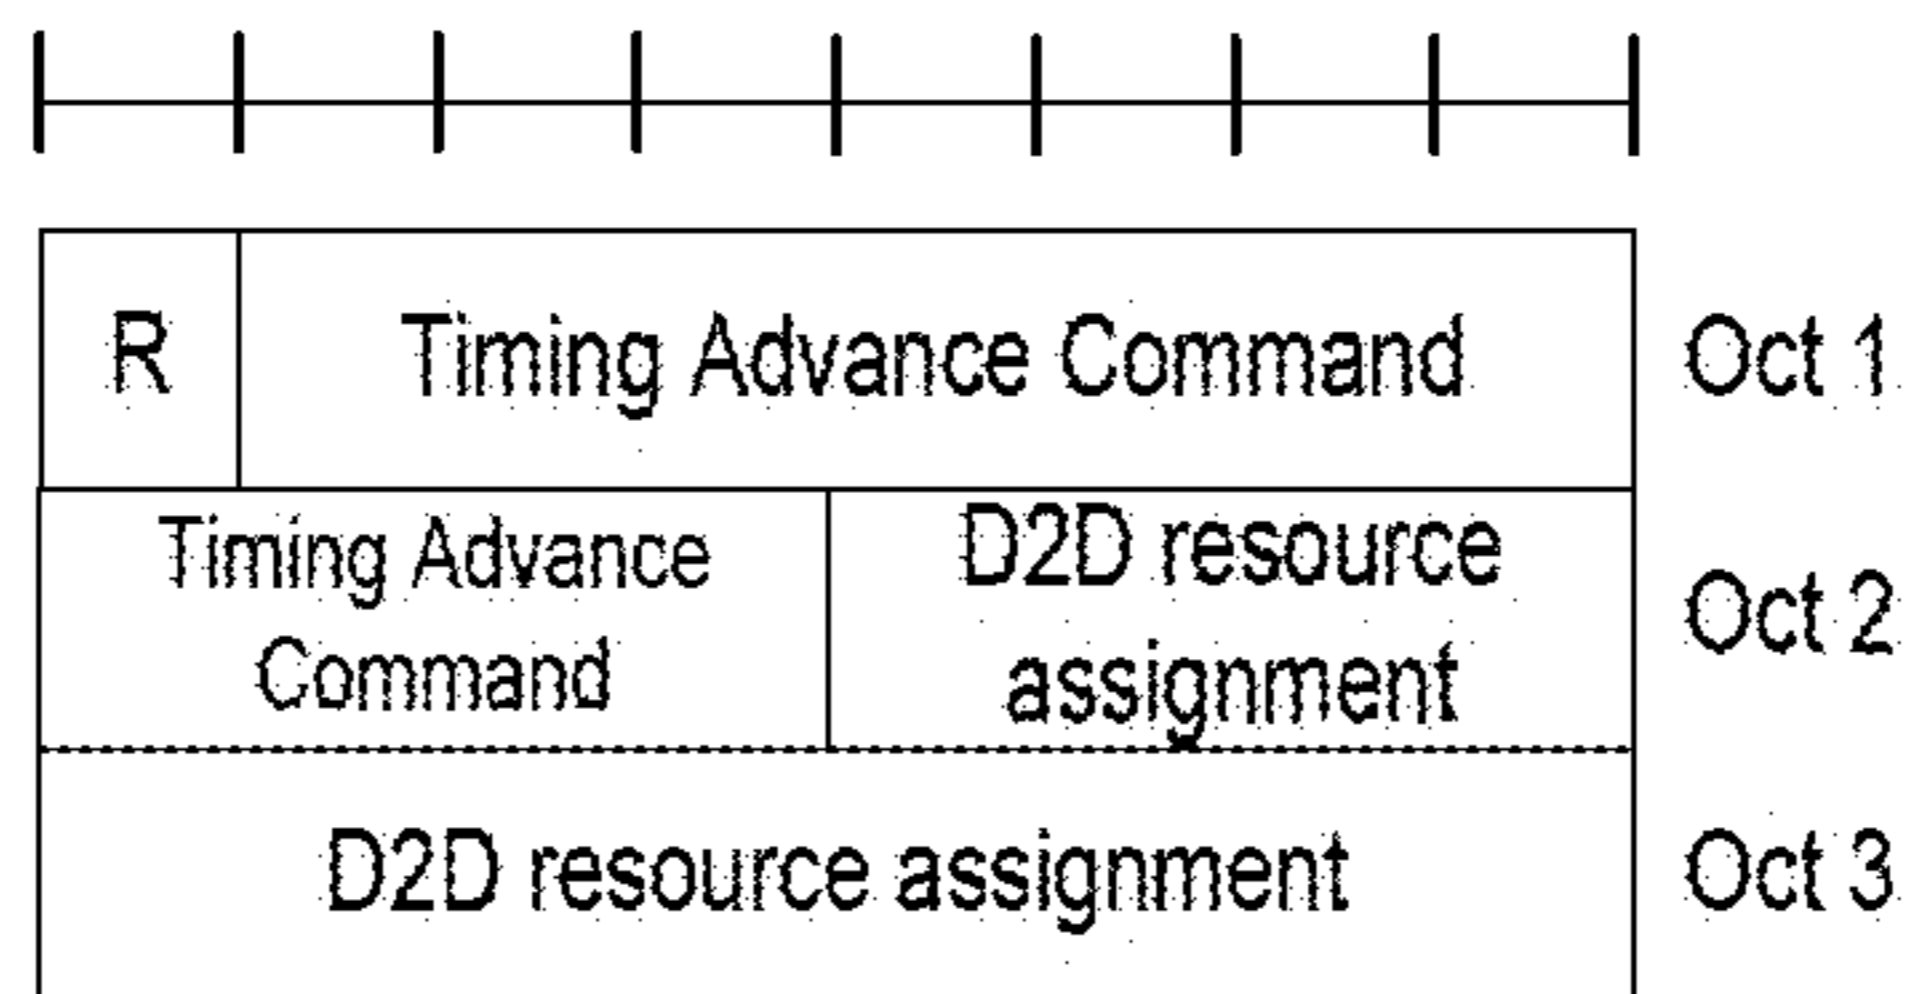 R Timing Advance Command Oct 1
Timing Advance D2D resource
Command assignment Oct 2
D2D resource assignment Oct 3